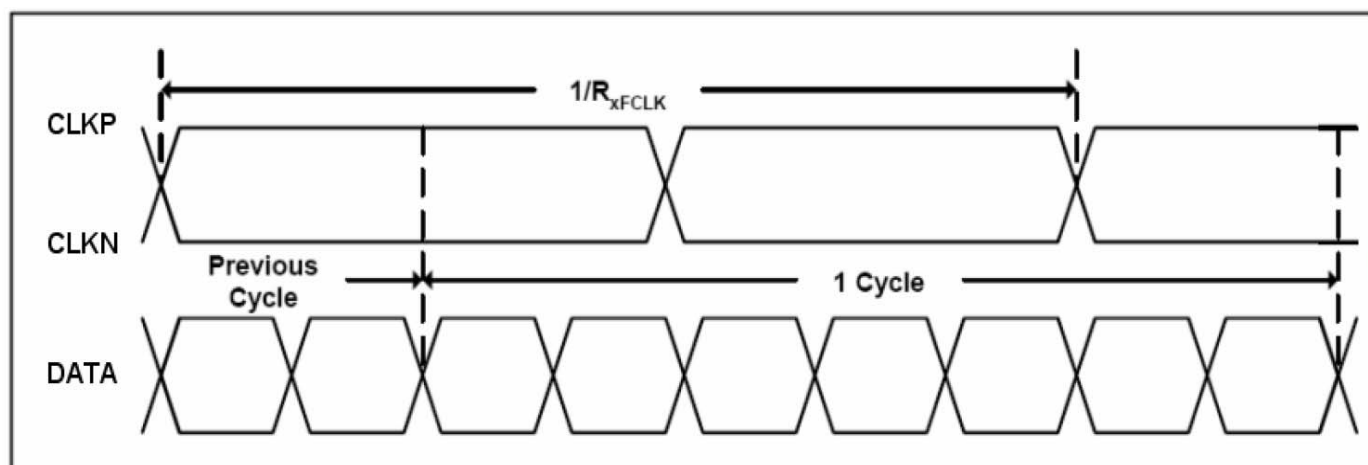 1/RxFCLK
CLKP
CLKN
Previous
Cycle
1 Cycle
DATA